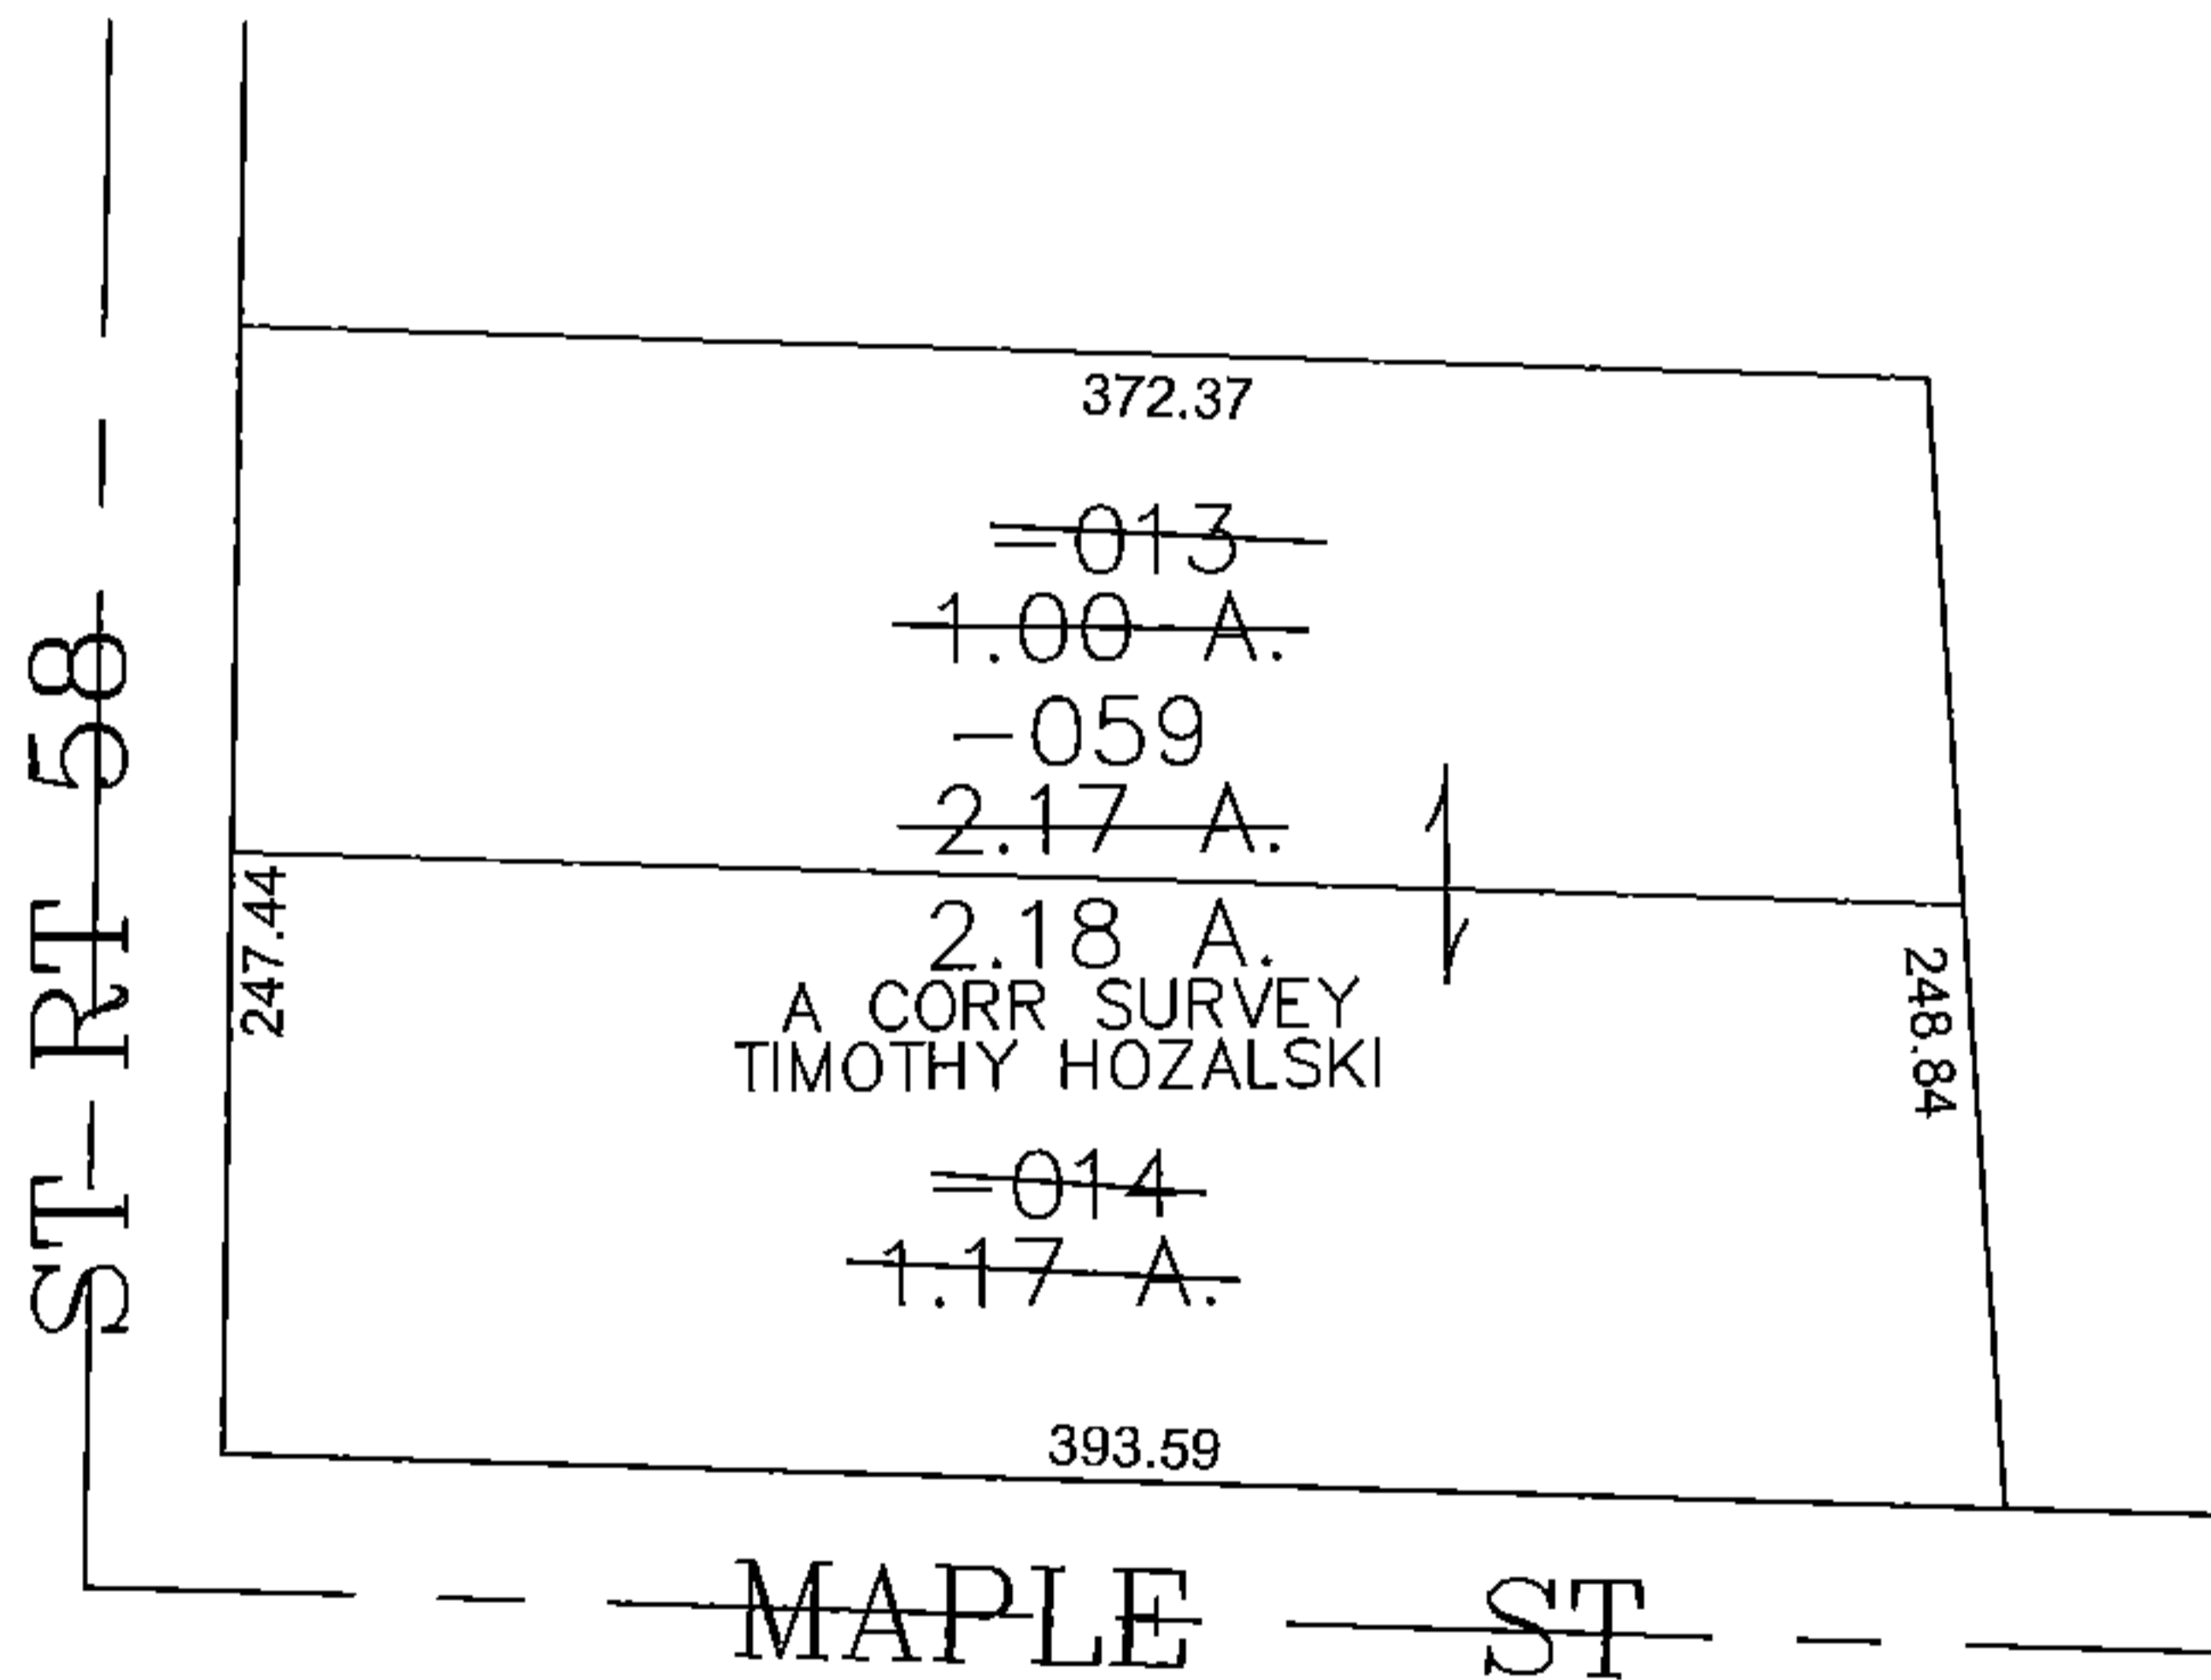 372.37
-013
1.00 A.
-059
2.17 A.
2.18 A.
A CORR SURVEY
TIMOTHY HOZALSKI
-014
1.17 A.
247.44
248.84
393.59
ST RT 58
MAPLE ST